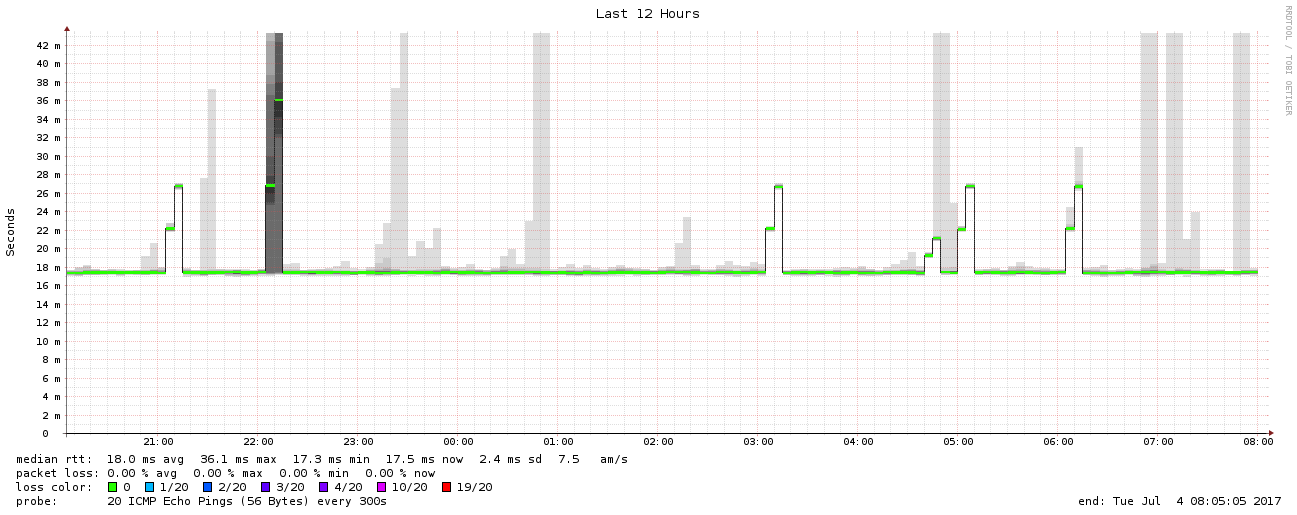 Last 12 Hours
RRDTOOL / TOBI OETIKER
Seconds
42 m
40 m
38 m
36 m
34 m
32 m
30 m
28 m
26 m
24 m
22 m
20 m
18 m
16 m
14 m
12 m
10 m
8 m
6 m
4 m
2 m
0
21:00 22:00 23:00 00:00 01:00 02:00 03:00 04:00 05:00 06:00 07:00 08:00
median rtt: 18.0 ms avg 36.1 ms max 17.3 ms min 17.5 ms now 2.4 ms sd 7.5 am/s
packet loss: 0.00 % avg 0.00 % max 0.00 % min 0.00 % now
loss color: 0 1/20 2/20 3/20 4/20 10/20 19/20
probe: 20 ICMP Echo Pings (56 Bytes) every 300s end: Tue Jul 4 08:05:05 2017